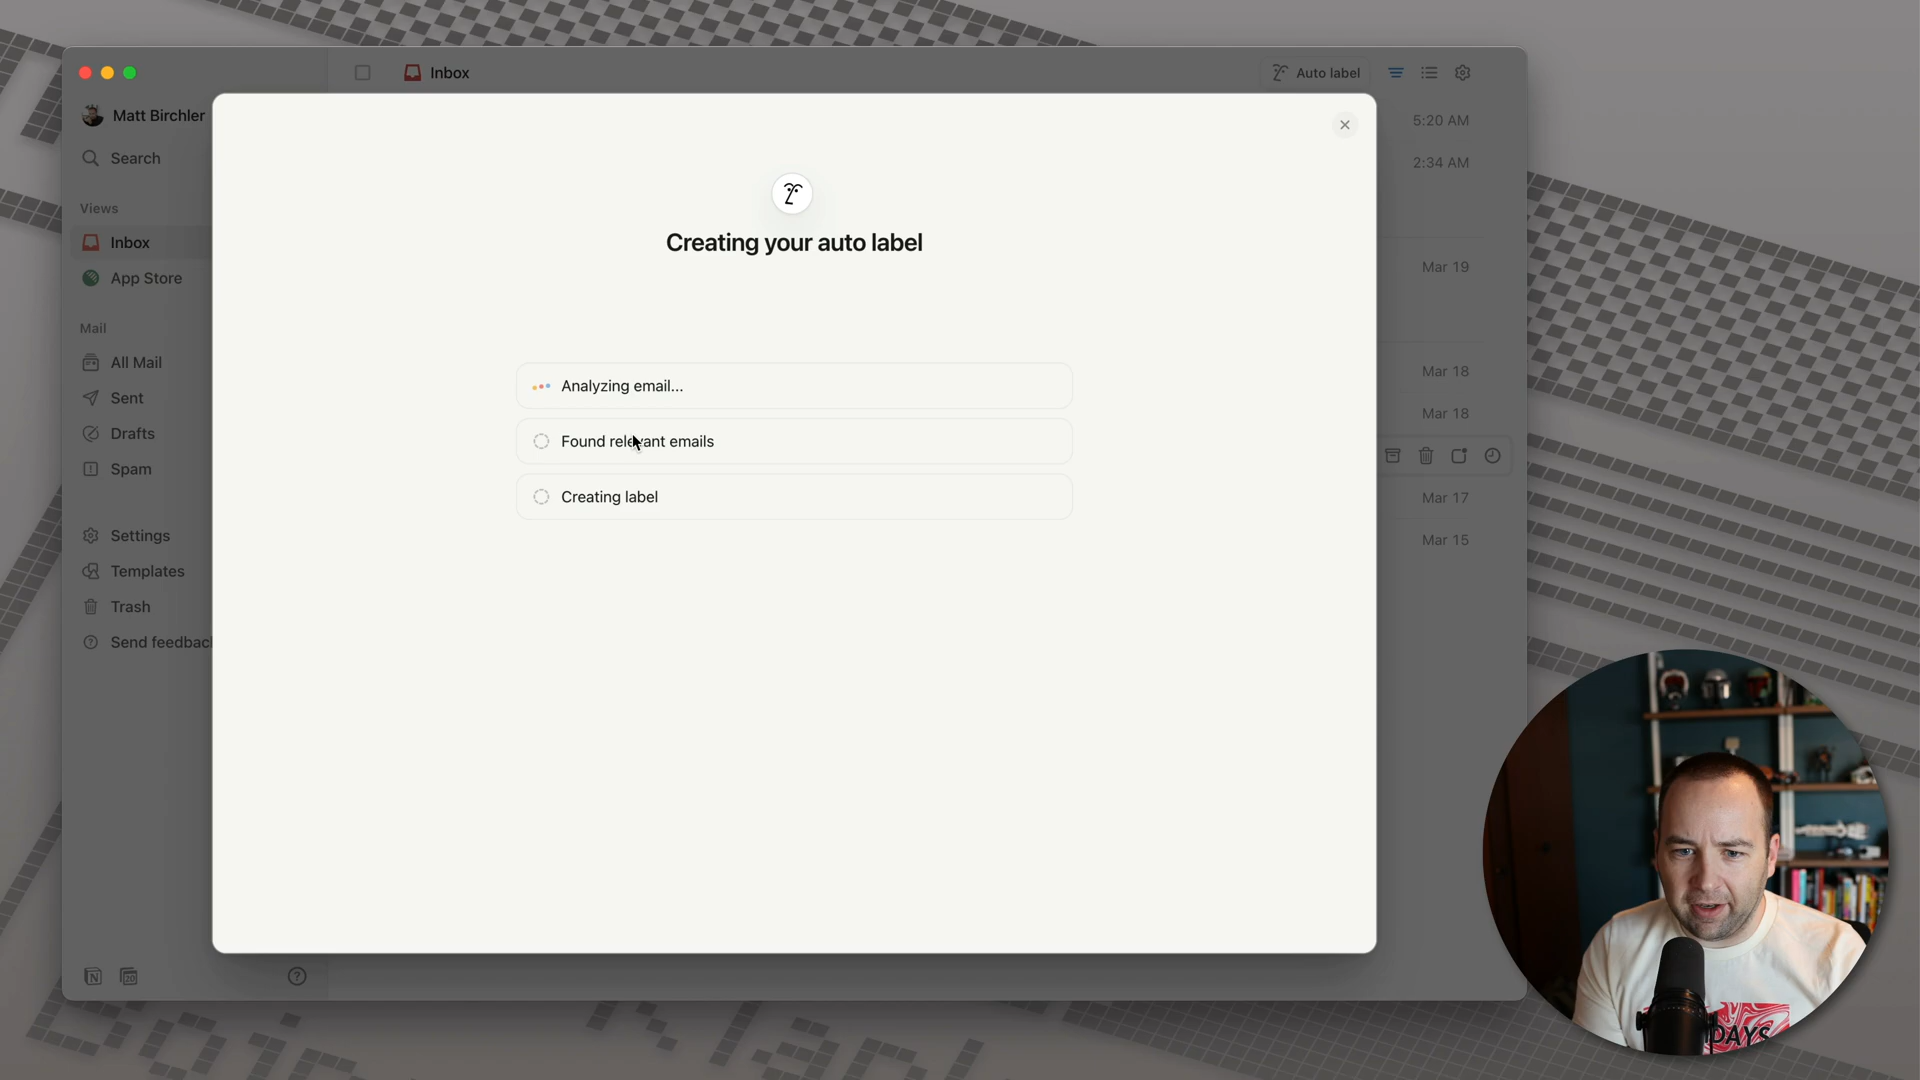 Inbox
Auto label
Matt Birchler
5:20 AM
Search
2:34 AM
Views
Creating your auto label
Inbox
Mar 19
App Store
Mail
All Mail
Mar 18
Analyzing email...
Sent
Mar 18
Drafts
Found relevant emails
Spam
Creating label
Mar 17
Settings
Mar 15
Templates
Trash
Send feedback
DAYS